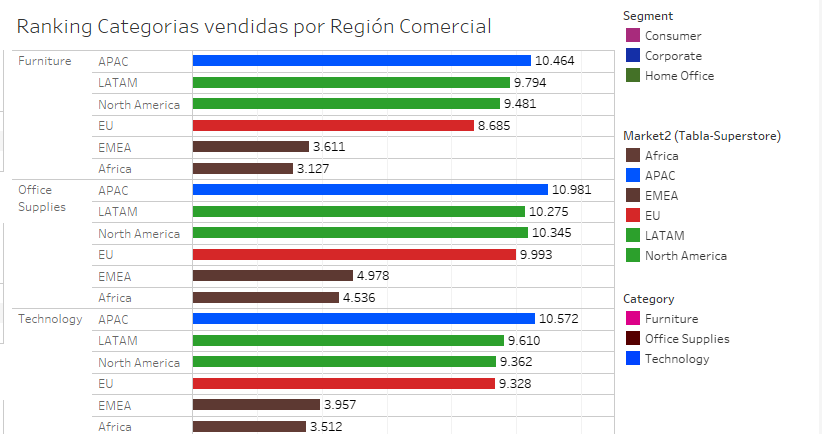 Ranking Categorias vendidas por Región Comercial
Furniture
APAC 10.464
LATAM 9.794
North America 9.481
EU 8.685
EMEA 3.611
Africa 3.127
Office
Supplies
APAC 10.981
LATAM 10.275
North America 10.345
EU 9.993
EMEA 4.978
Africa 4.536
Technology
APAC 10.572
LATAM 9.610
North America 9.362
EU 9.328
EMEA 3.957
Africa 3.512
Segment
Consumer
Corporate
Home Office
Market2 (Tabla-Superstore)
Africa
APAC
EMEA
EU
LATAM
North America
Category
Furniture
Office Supplies
Technology